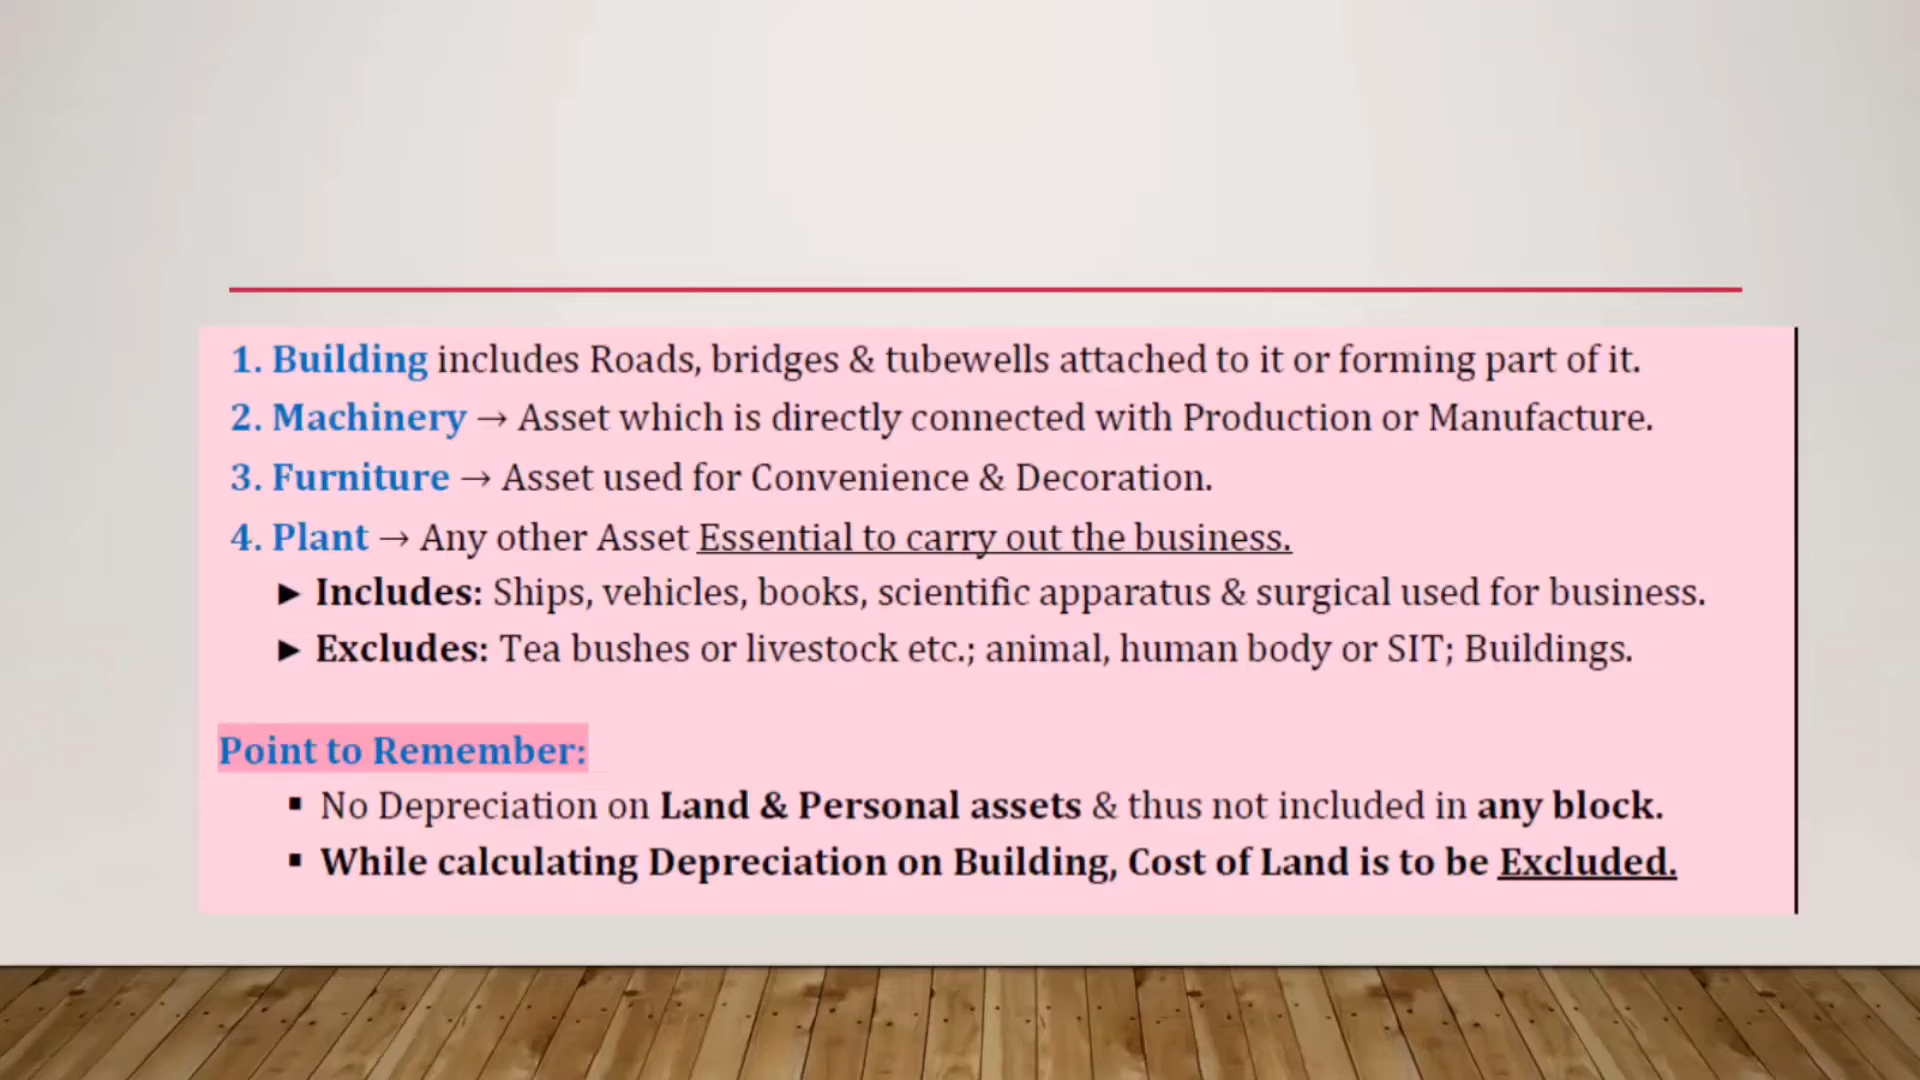 1. Building includes Roads, bridges & tubewells attached to it or forming part of it.
2. Machinery → Asset which is directly connected with Production or Manufacture.
3. Furniture → Asset used for Convenience & Decoration.
4. Plant → Any other Asset Essential to carry out the business.
► Includes: Ships, vehicles, books, scientific apparatus & surgical used for business.
► Excludes: Tea bushes or livestock etc.; animal, human body or SIT; Buildings.
Point to Remember:
▪ No Depreciation on Land & Personal assets & thus not included in any block.
▪ While calculating Depreciation on Building, Cost of Land is to be Excluded.